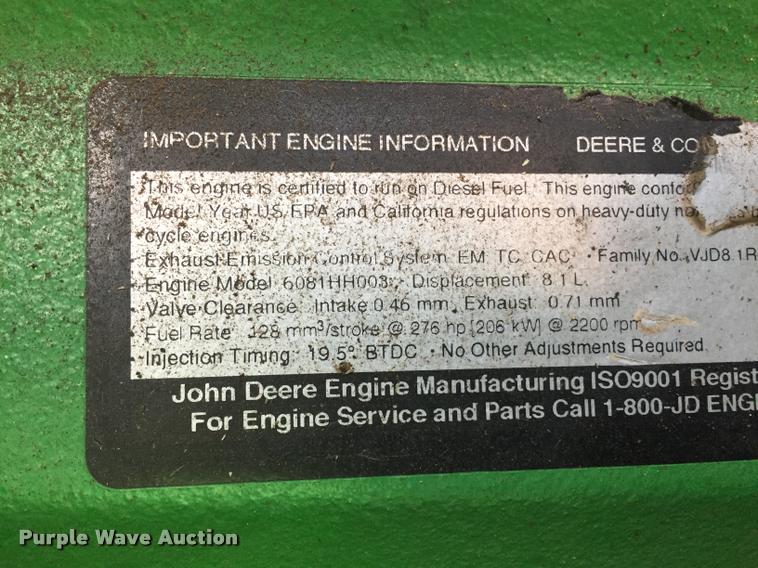 IMPORTANT ENGINE INFORMATION DEERE & CO
This engine is certified to run on Diesel Fuel. This engine confo
Model Year US EPA and California regulations on heavy-duty
cycle engines.
Exhaust Emission Control System EM TC CAC • Family No. VJD8.1R
• Engine Model 6081HH003 • Displacement 8.1 L
• Valve Clearance: Intake 0.46 mm, Exhaust: 0.71 mm
• Fuel Rate: 128 mm³/stroke @ 276 hp [206 kW] @ 2200 rpm
• Injection Timing: 19.5° BTDC • No Other Adjustments Required.
John Deere Engine Manufacturing ISO9001 Regist
For Engine Service and Parts Call 1-800-JD ENGI
Purple Wave Auction